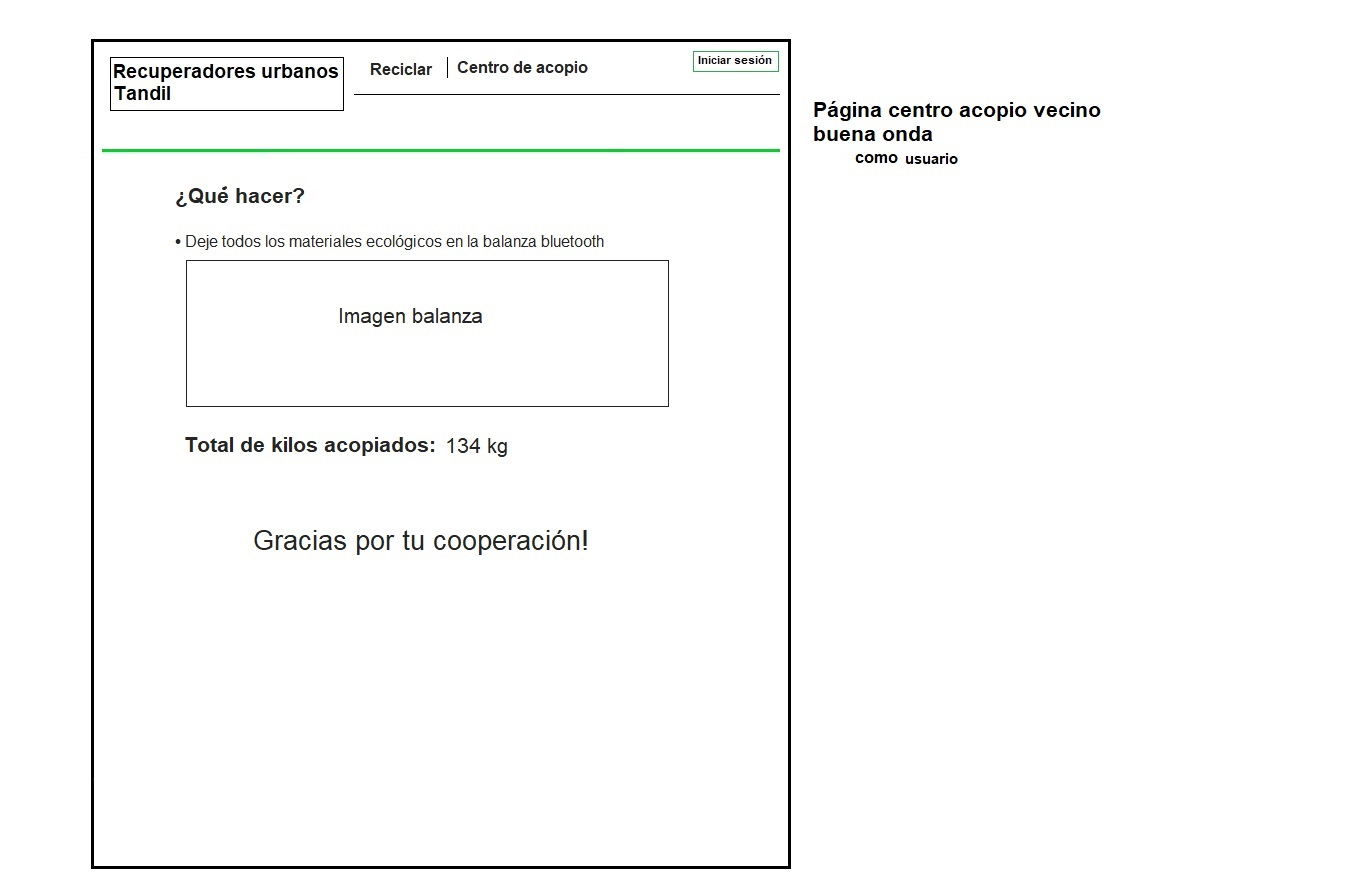 Recuperadores urbanos
Tandil
Reciclar
Centro de acopio
Iniciar sesión
Página centro acopio vecino
buena onda
como usuario
¿Qué hacer?
• Deje todos los materiales ecológicos en la balanza bluetooth
Imagen balanza
Total de kilos acopiados: 134 kg
Gracias por tu cooperación!